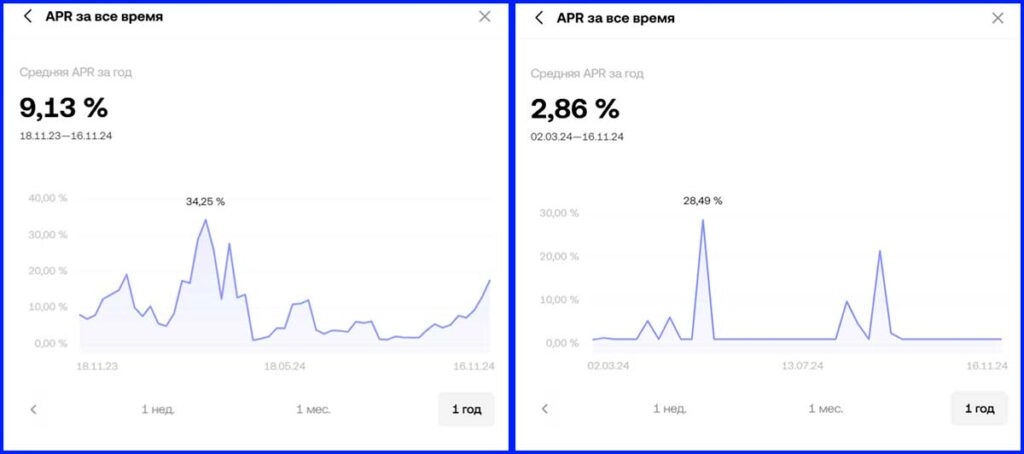 APR за все время
Средняя APR за год
9,13 %
18.11.23—16.11.24
34,25 %
40,00 %
30,00 %
20,00 %
10,00 %
0,00 %
18.11.23
18.05.24
16.11.24
1 нед.
1 мес.
1 год
APR за все время
Средняя APR за год
2,86 %
02.03.24—16.11.24
28,49 %
30,00 %
20,00 %
10,00 %
0,00 %
02.03.24
13.07.24
16.11.24
1 нед.
1 мес.
1 год